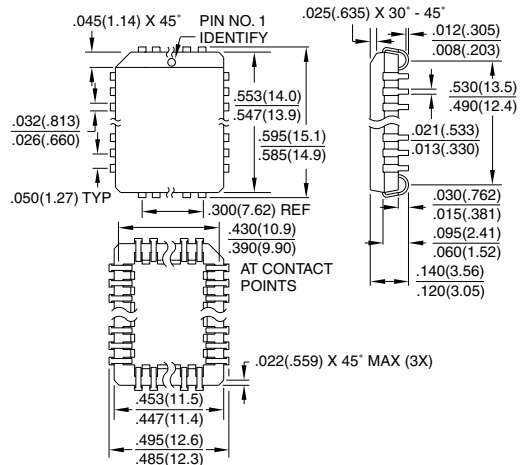 .045(1.14) X 45°
PIN NO. 1
IDENTIFY
.025(.635) X 30° - 45°
.012(.305)
.008(.203)
.530(13.5)
.490(12.4)
.553(14.0)
.547(13.9)
.032(.813)
.026(.660)
.595(15.1)
.585(14.9)
.021(.533)
.013(.330)
.050(1.27) TYP
.300(7.62) REF
.030(.762)
.015(.381)
.430(10.9)
.390(9.90)
AT CONTACT
POINTS
.095(2.41)
.060(1.52)
.140(3.56)
.120(3.05)
.022(.559) X 45° MAX (3X)
.453(11.5)
.447(11.4)
.495(12.6)
.485(12.3)